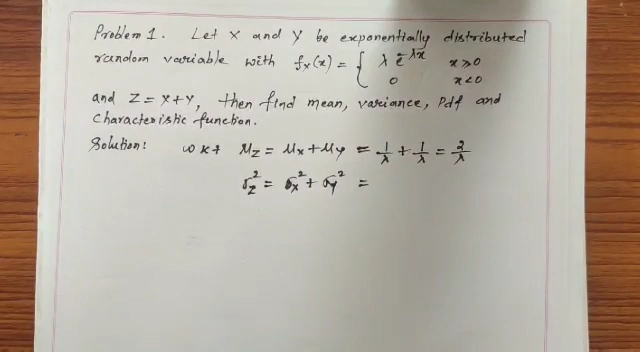 Problem 1. Let X and Y be exponentially distributed
random variable with fx(x) = { λ e^-λx x≥0
0 x<0
and Z = X+Y, then find mean, variance, Pdf and
characteristic function.
Solution: WKT μz = μx + μy = 1/λ + 1/λ = 2/λ
σz² = σx² + σy² =